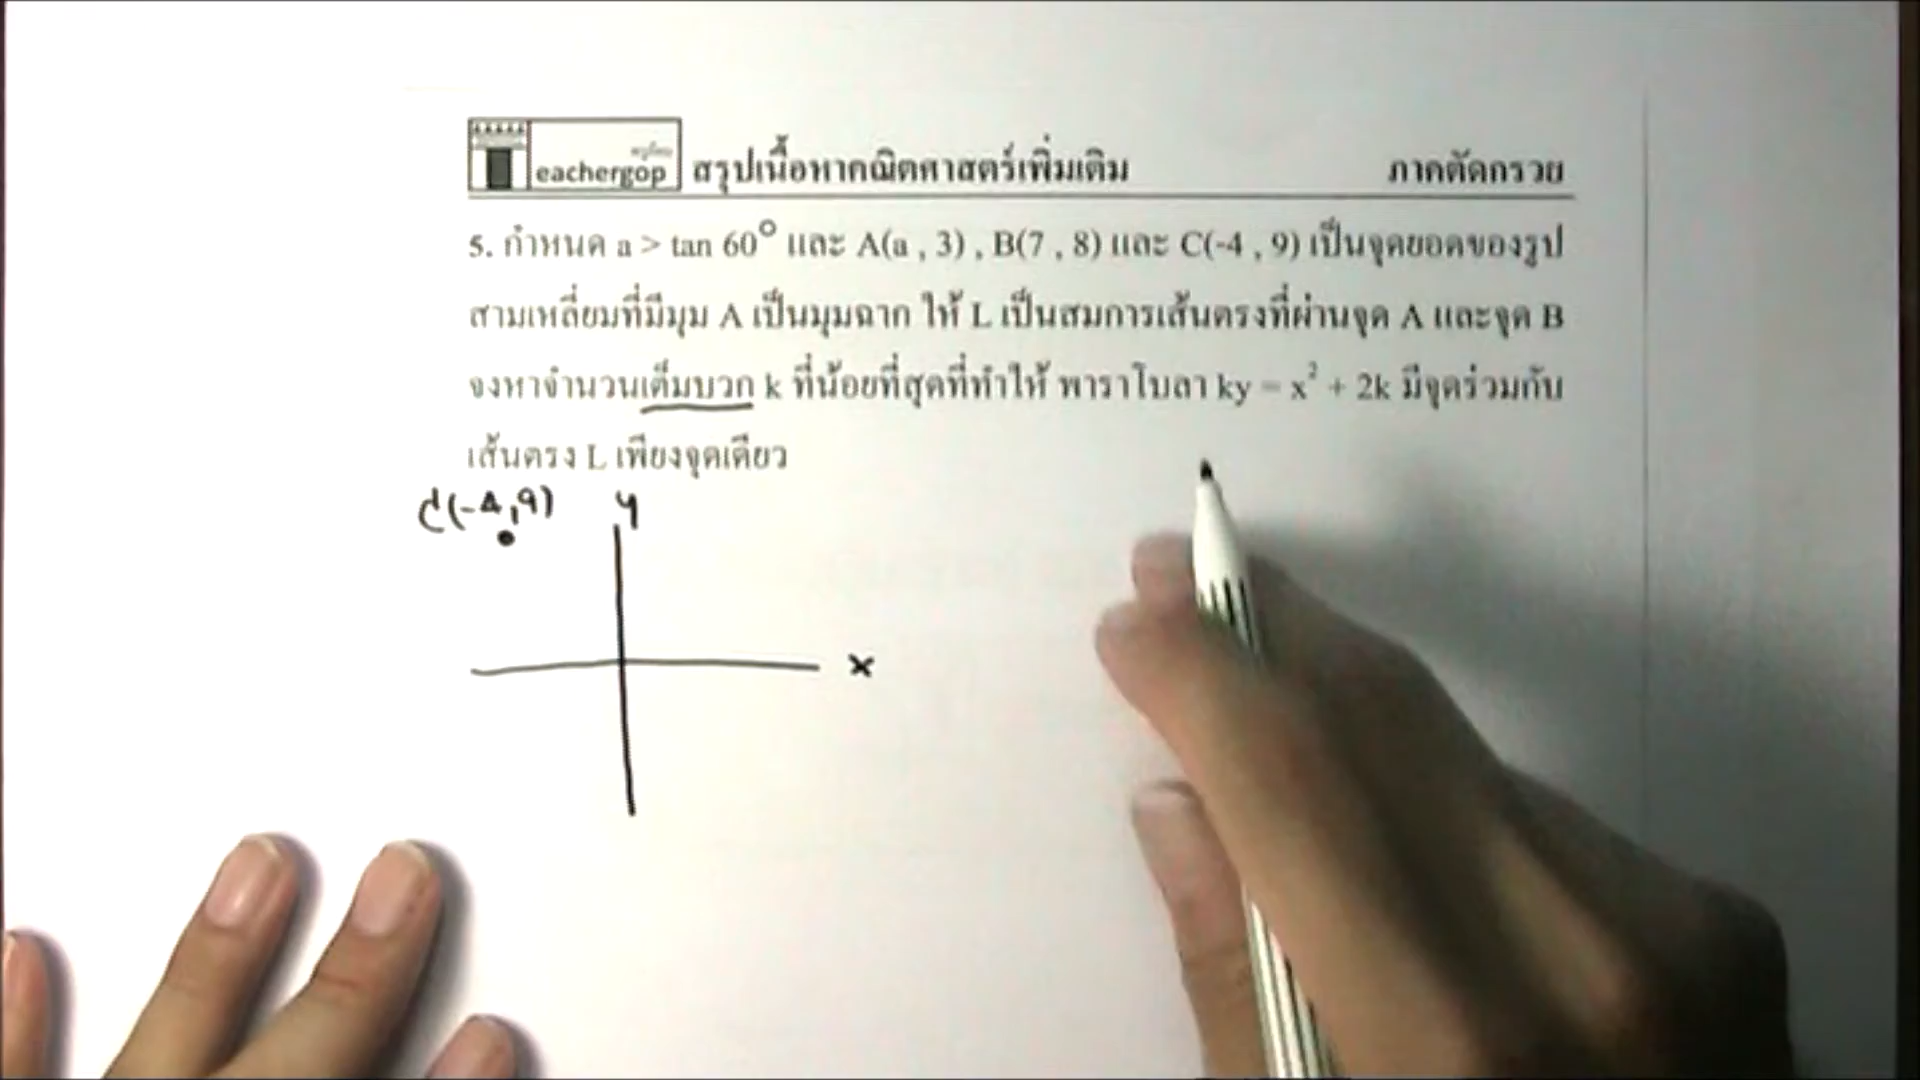 eachergop สรุปเนื้อหาคณิตศาสตร์เพิ่มเติม ภาคตัดกรวย
5. กำหนด a > tan 60° และ A(a , 3) , B(7 , 8) และ C(-4 , 9) เป็นจุดยอดของรูป
สามเหลี่ยมที่มีมุม A เป็นมุมฉาก ให้ L เป็นสมการเส้นตรงที่ผ่านจุด A และจุด B
จงหาจำนวนเต็มบวก k ที่น้อยที่สุดที่ทำให้ พาราโบลา ky = x² + 2k มีจุดร่วมกับ
เส้นตรง L เพียงจุดเดียว
C(-4,9) y
x